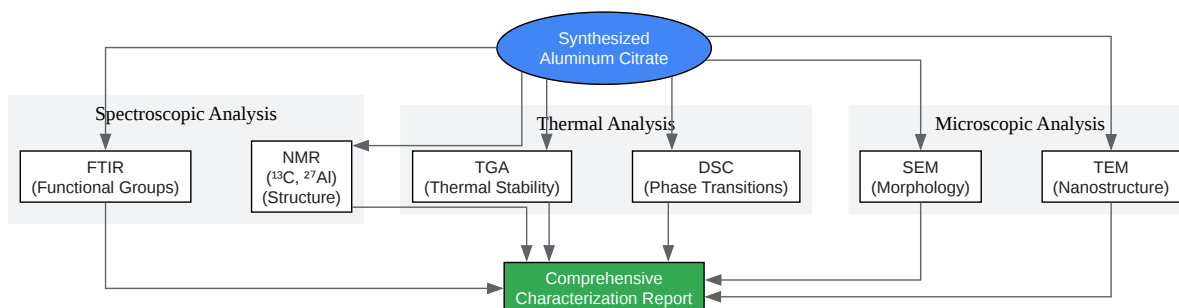 Synthesized
Aluminum Citrate
Spectroscopic Analysis
Thermal Analysis
Microscopic Analysis
FTIR
(Functional Groups)
NMR
(¹³C, ²⁷Al)
(Structure)
TGA
(Thermal Stability)
DSC
(Phase Transitions)
SEM
(Morphology)
TEM
(Nanostructure)
Comprehensive
Characterization Report